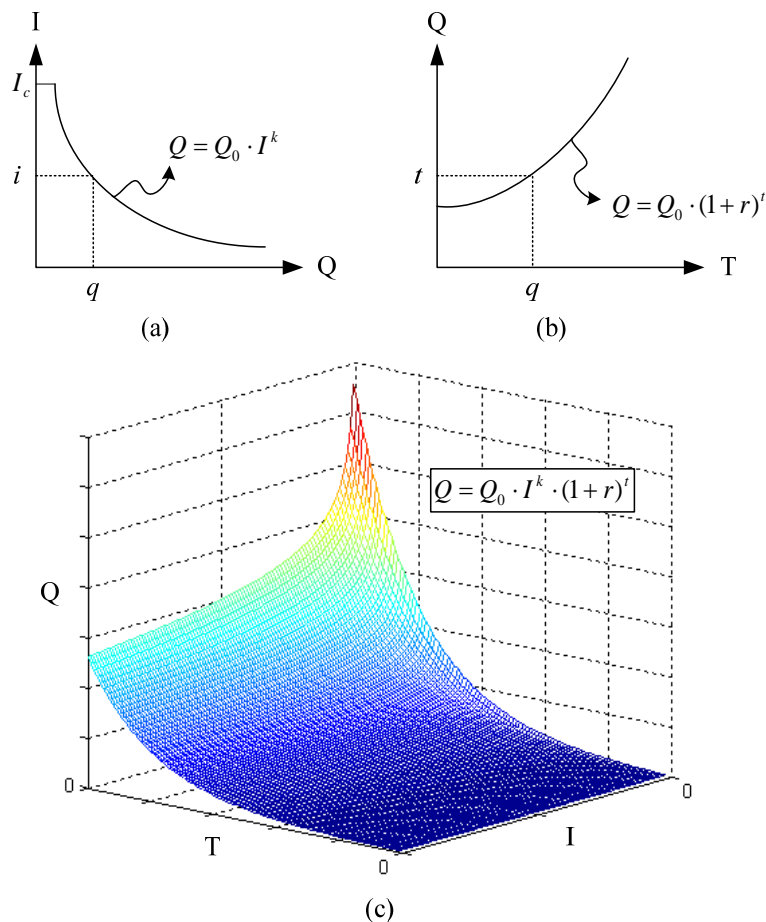 I
I_c
Q = Q_0 · I^k
i
Q
q
(a)
Q
t
Q = Q_0 · (1 + r)^t
T
q
(b)
Q = Q_0 · I^k · (1 + r)^t
Q
0
T
0
I
0
(c)